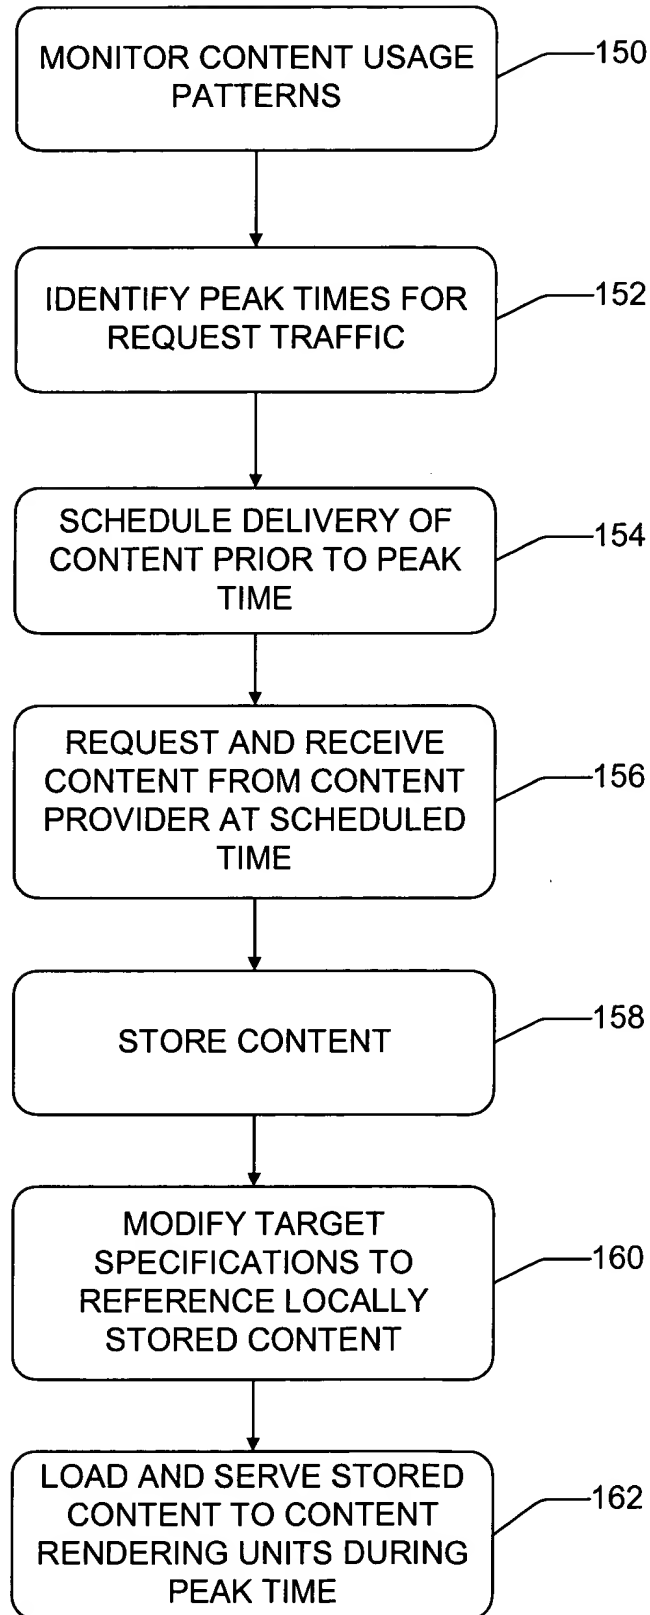 MONITOR CONTENT USAGE
PATTERNS
150
IDENTIFY PEAK TIMES FOR
REQUEST TRAFFIC
152
SCHEDULE DELIVERY OF
CONTENT PRIOR TO PEAK
TIME
154
REQUEST AND RECEIVE
CONTENT FROM CONTENT
PROVIDER AT SCHEDULED
TIME
156
STORE CONTENT
158
MODIFY TARGET
SPECIFICATIONS TO
REFERENCE LOCALLY
STORED CONTENT
160
LOAD AND SERVE STORED
CONTENT TO CONTENT
RENDERING UNITS DURING
PEAK TIME
162